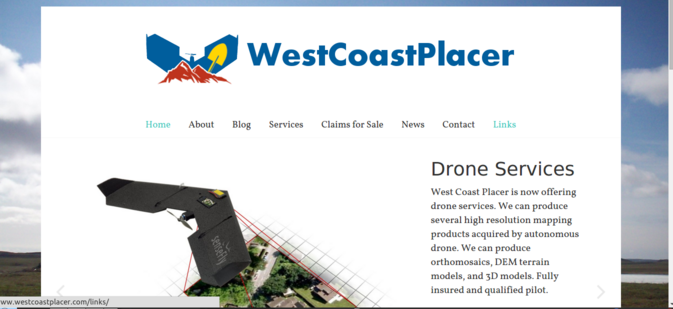 WestCoastPlacer
Home About Blog Services Claims for Sale News Contact Links
Drone Services
West Coast Placer is now offering
drone services. We can produce
several high resolution mapping
products acquired by autonomous
drone. We can produce
orthomosaics, DEM terrain
models, and 3D models. Fully
insured and qualified pilot.
ww.westcoastplacer.com/links/